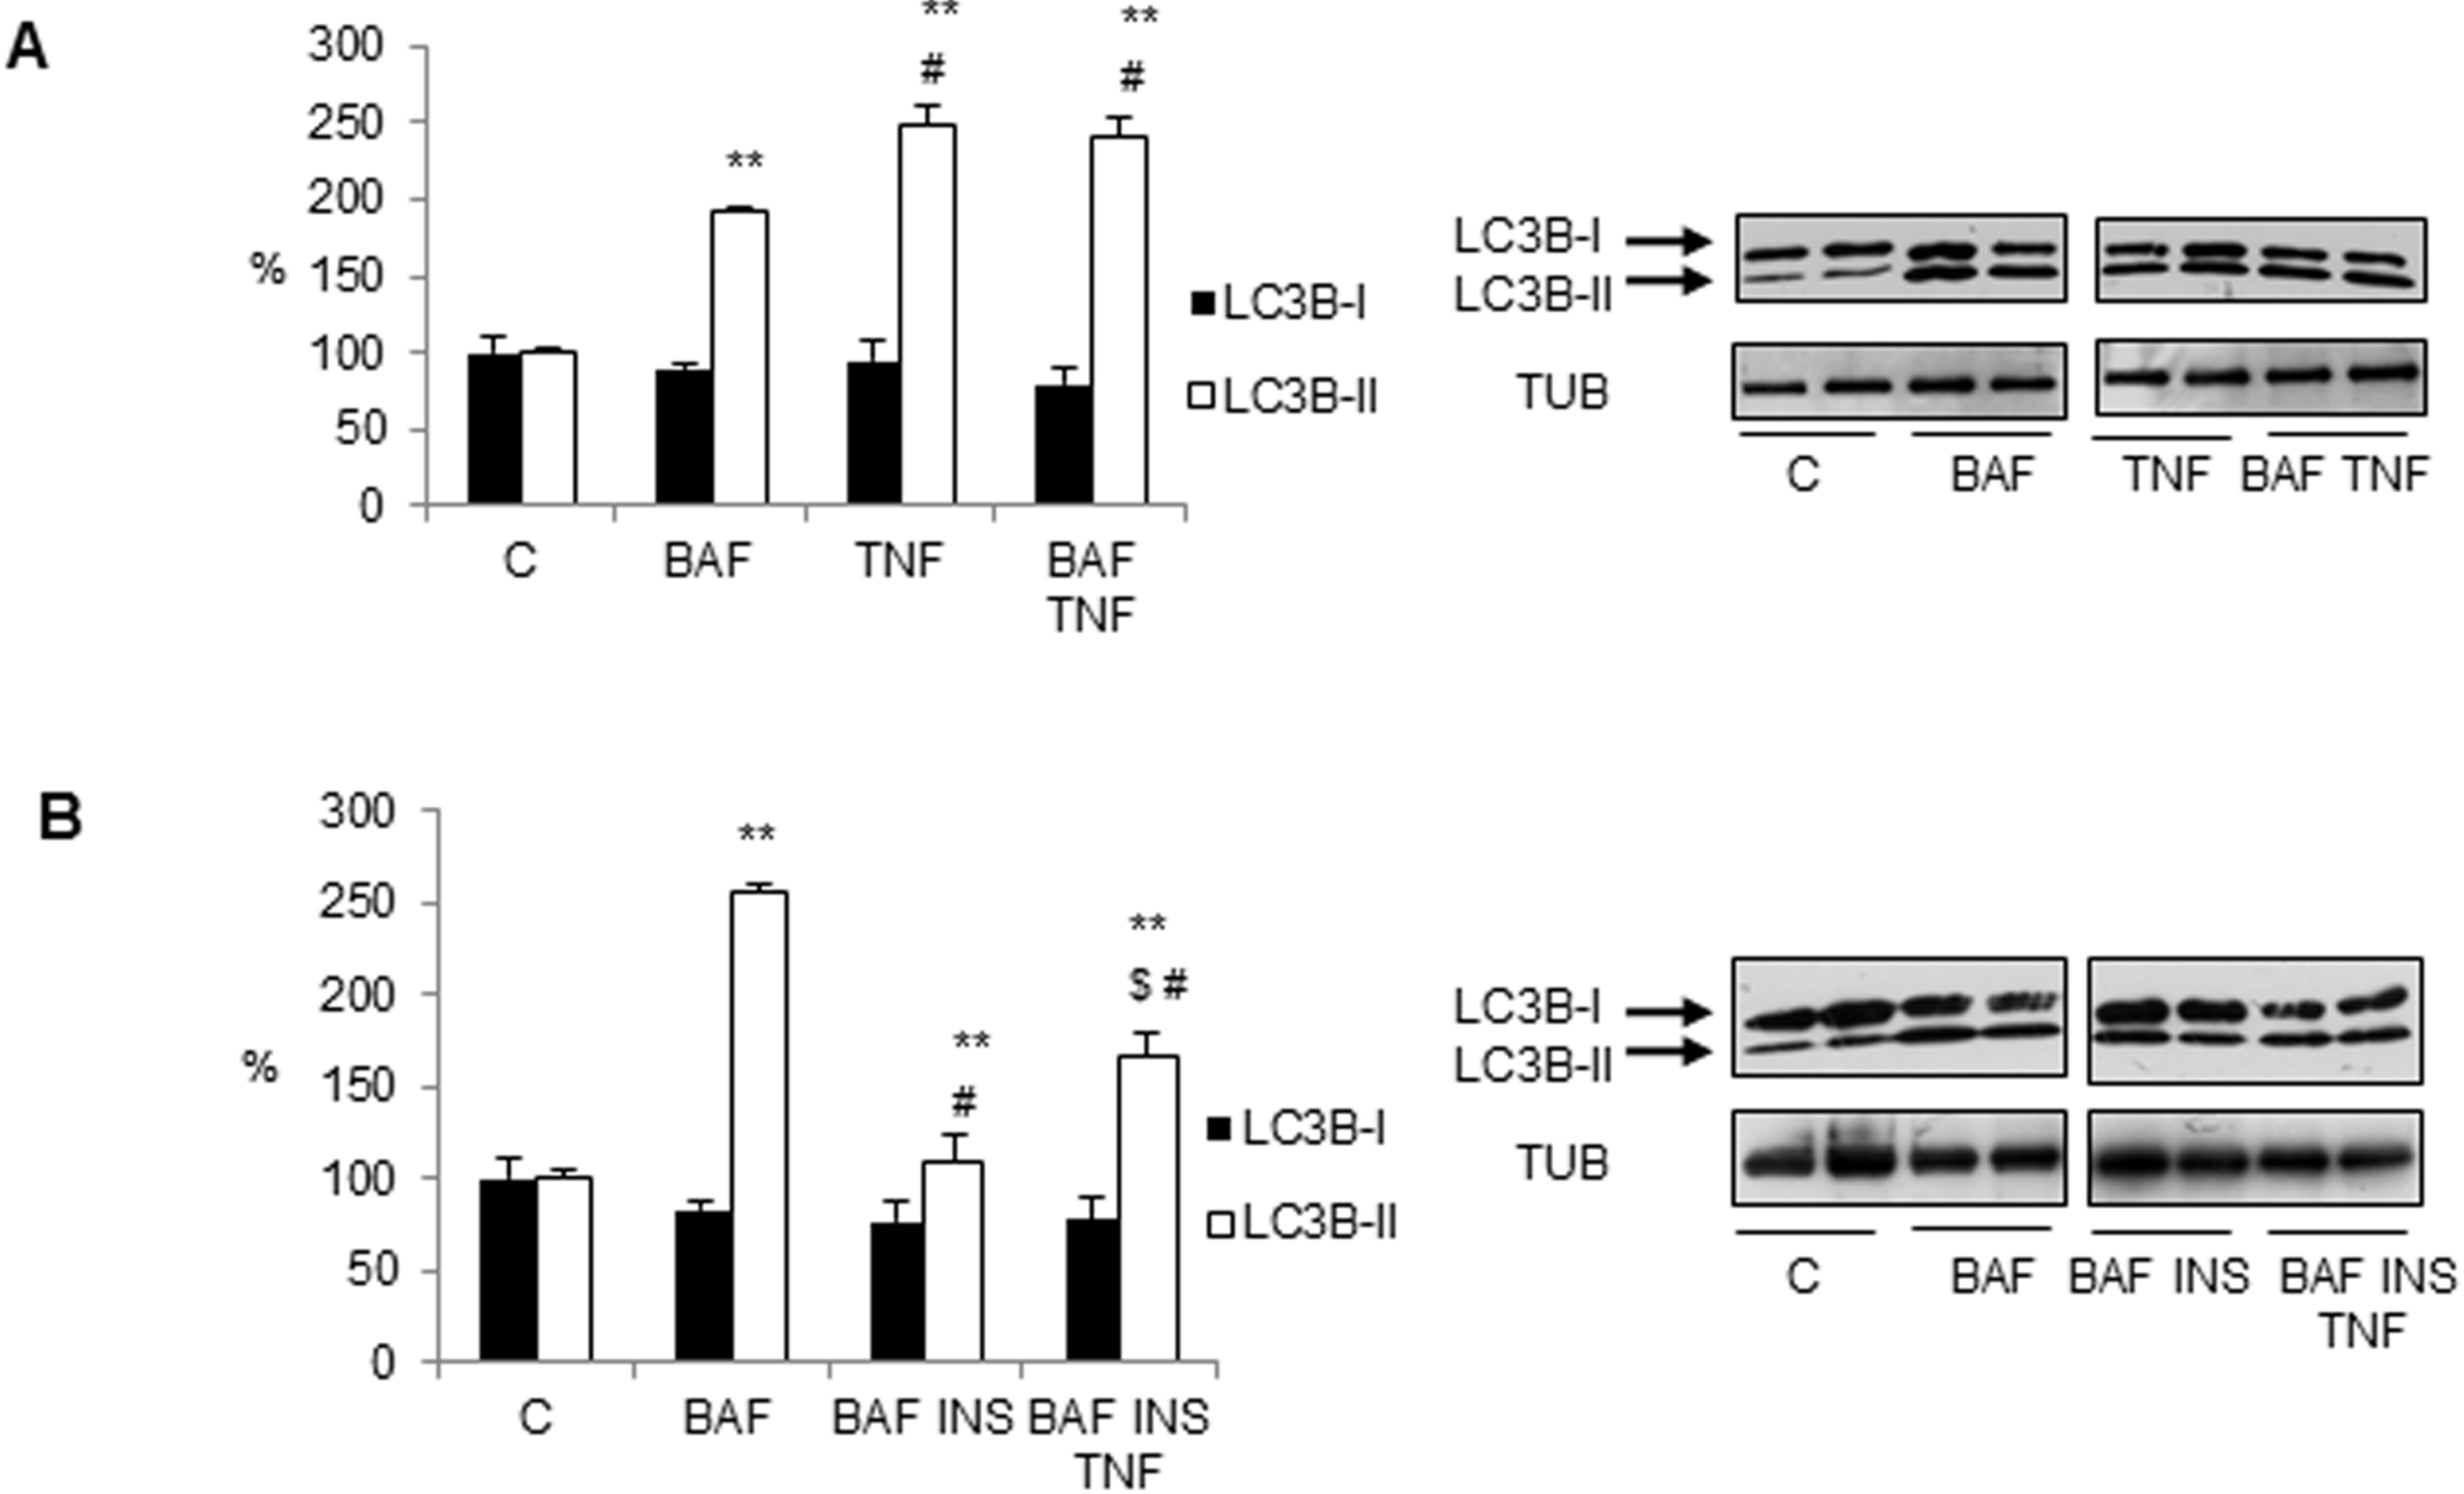 A
300
250
200
150
100
50
0
%
**
**
#
**
#
C
BAF
TNF
BAF
TNF
LC3B-I
LC3B-II
LC3B-I
LC3B-II
TUB
C
BAF
TNF
BAF TNF
B
300
250
200
150
100
50
0
%
**
**
#
**
$ #
C
BAF
BAF INS
BAF INS
TNF
LC3B-I
LC3B-II
LC3B-I
LC3B-II
TUB
C
BAF
BAF INS
BAF INS
TNF